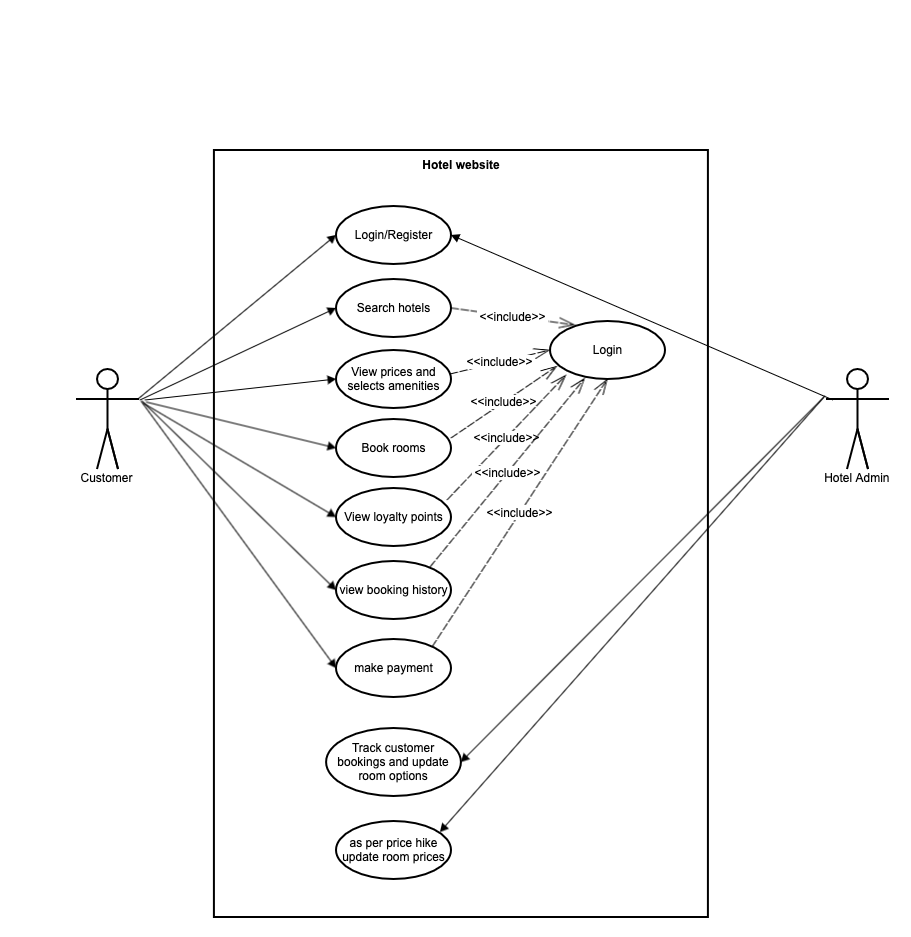 Hotel website
Login/Register
Search hotels
<<include>>
Login
View prices and
selects amenities
<<include>>
<<include>>
Book rooms
<<include>>
View loyalty points
<<include>>
<<include>>
view booking history
make payment
Track customer
bookings and update
room options
as per price hike
update room prices
Customer
Hotel Admin